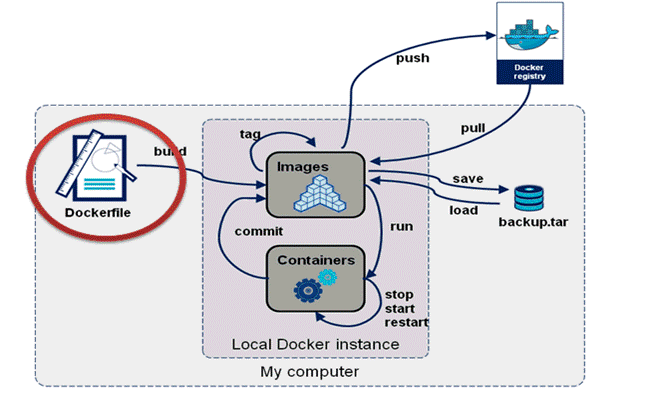 push
Docker
registry
pull
tag
build
Images
save
load
Dockerfile
backup.tar
commit
run
Containers
stop
start
restart
Local Docker instance
My computer